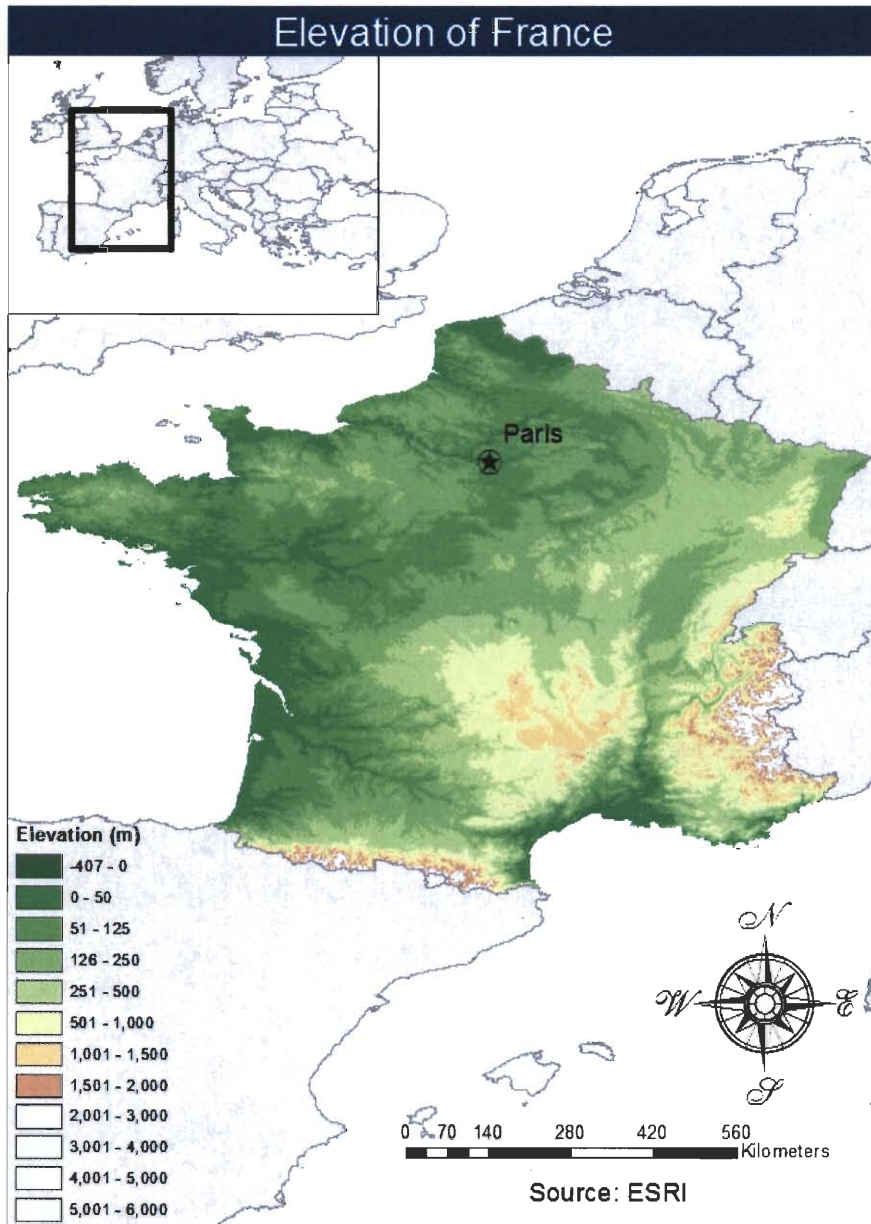 Elevation of France
Paris
Elevation (m)
-407 - 0
0 - 50
51 - 125
126 - 250
251 - 500
501 - 1,000
1,001 - 1,500
1,501 - 2,000
2,001 - 3,000
3,001 - 4,000
4,001 - 5,000
5,001 - 6,000
N
W
E
S
0 70 140 280 420 560
Kilometers
Source: ESRI